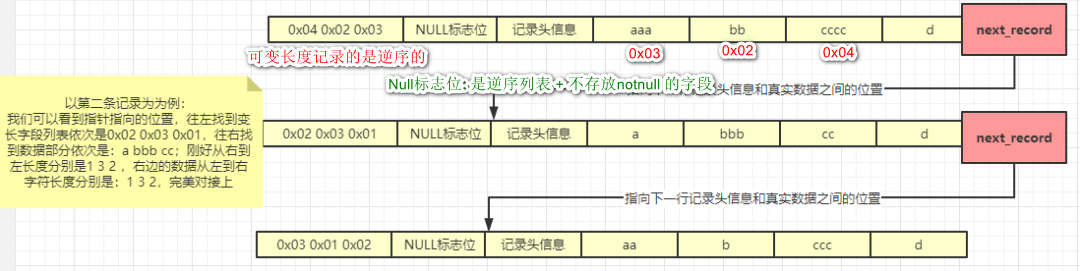 0x04 0x02 0x03 NULL标志位 记录头信息 aaa bb cccc d next_record
可变长度记录的是逆序的 0x03 0x02 0x04
Null标志位: 是逆序列表 + 不存放notnull 的字段
录头信息和真实数据之间的位置
以第二条记录为为例：
我们可以看到指针指向的位置，往左找到变
长字段列表依次是0x02 0x03 0x01，往右找
到数据部分依次是：a bbb cc；刚好从右到
左长度分别是1 3 2 ，右边的数据从左到右
字符长度分别是：1 3 2，完美对接上
0x02 0x03 0x01 NULL标志位 记录头信息 a bbb cc d next_record
指向下一行记录头信息和真实数据之间的位置
0x03 0x01 0x02 NULL标志位 记录头信息 aa b ccc d